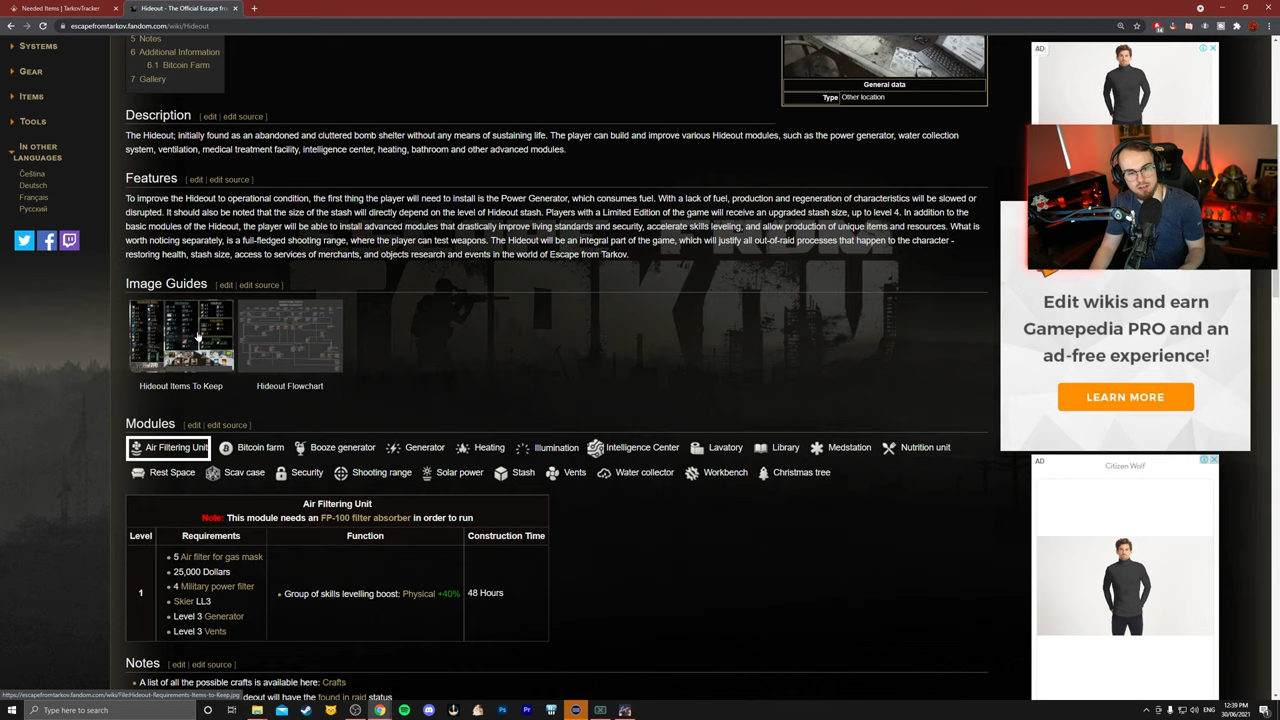 Needed Items | TarkovTracker
Hideout - The Official Escape fro
escapefromtarkov.fandom.com/wiki/Hideout
SYSTEMS
GEAR
ITEMS
TOOLS
IN OTHER
LANGUAGES
Čeština
Deutsch
Français
Русский
5 Notes
6 Additional Information
6.1 Bitcoin Farm
7 Gallery
General data
Type Other location
Description [ edit | edit source ]
The Hideout; initially found as an abandoned and cluttered bomb shelter without any means of sustaining life. The player can build and improve various Hideout modules, such as the power generator, water collection
system, ventilation, medical treatment facility, intelligence center, heating, bathroom and other advanced modules.
Features [ edit | edit source ]
To improve the Hideout to operational condition, the first thing the player will need to install is the Power Generator, which consumes fuel. With a lack of fuel, production and regeneration of characteristics will be slowed or
disrupted. It should also be noted that the size of the stash will directly depend on the level of Hideout stash. Players with a Limited Edition of the game will receive an upgraded stash size, up to level 4. In addition to the
basic modules of the Hideout, the player will be able to install advanced modules that drastically improve living standards and security, accelerate skills leveling, and allow production of unique items and resources. What is
worth noticing separately, is a full-fledged shooting range, where the player can test weapons. The Hideout will be an integral part of the game, which will justify all out-of-raid processes that happen to the character -
restoring health, stash size, access to services of merchants, and objects research and events in the world of Escape from Tarkov.
Image Guides [ edit | edit source ]
Hideout Items To Keep
Hideout Flowchart
Modules [ edit | edit source ]
Air Filtering Unit Bitcoin farm Booze generator Generator Heating Illumination Intelligence Center Lavatory Library Medstation Nutrition unit
Rest Space Scav case Security Shooting range Solar power Stash Vents Water collector Workbench Christmas tree
Air Filtering Unit
Note: This module needs an FP-100 filter absorber in order to run
Level Requirements Function Construction Time
1
• 5 Air filter for gas mask
• 25,000 Dollars
• 4 Military power filter
• Skier LL3
• Level 3 Generator
• Level 3 Vents
• Group of skills levelling boost: Physical +40%
48 Hours
Notes [ edit | edit source ]
• A list of all the possible crafts is available here: Crafts
deout will have the found in raid status
https://escapefromtarkov.fandom.com/wiki/File:Hideout-Requirements-Items-to-Keep.jpg
AD
Edit wikis and earn
Gamepedia PRO and an
ad-free experience!
LEARN MORE
AD
Citizen Wolf
Type here to search
ENG
12:39 PM
30/06/2021